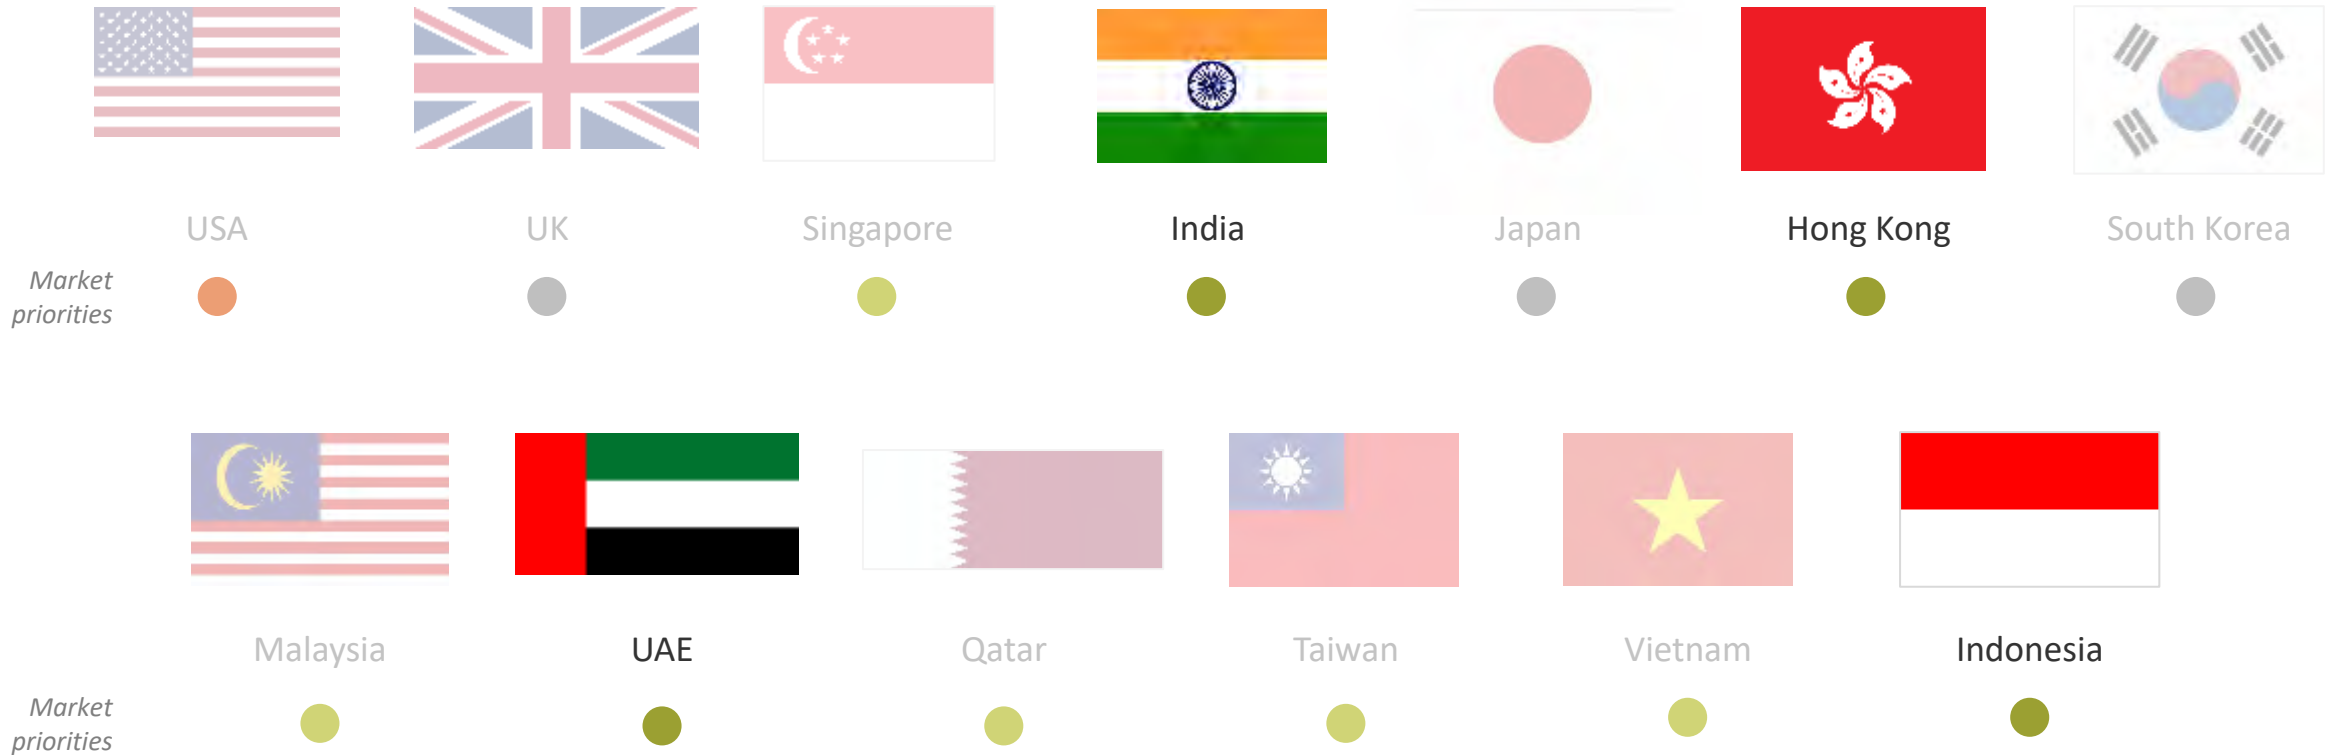 USA
UK
Singapore
India
Japan
Hong Kong
South Korea
Market
priorities
Malaysia
UAE
Qatar
Taiwan
Vietnam
Indonesia
Market
priorities